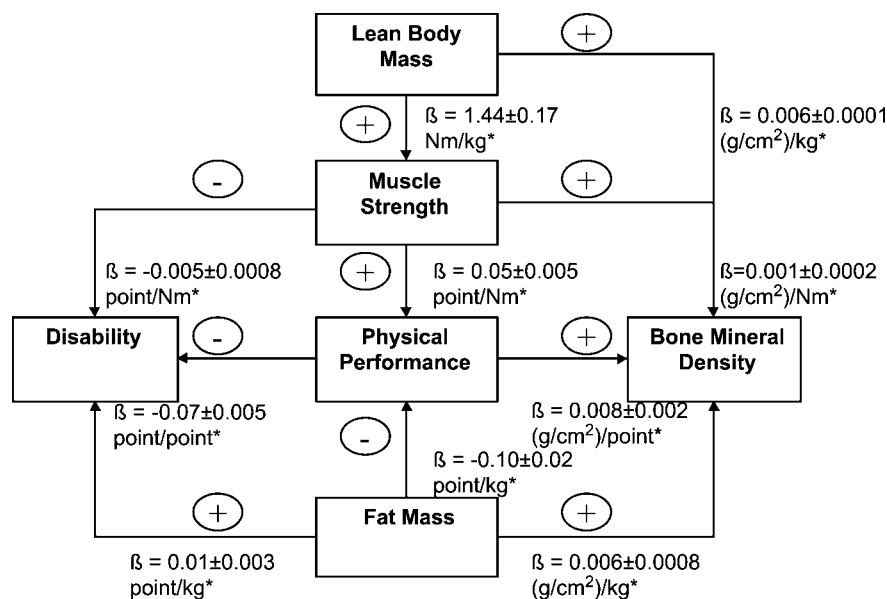 Lean Body
Mass
+
ß = 1.44±0.17
Nm/kg*
+
ß = 0.006±0.0001
(g/cm²)/kg*
-
Muscle
Strength
+
ß = -0.005±0.0008
point/Nm*
+
ß = 0.05±0.005
point/Nm*
ß=0.001±0.0002
(g/cm²)/Nm*
Disability
-
Physical
Performance
+
Bone Mineral
Density
ß = -0.07±0.005
point/point*
-
ß = -0.10±0.02
point/kg*
ß = 0.008±0.002
(g/cm²)/point*
+
Fat Mass
+
ß = 0.01±0.003
point/kg*
ß = 0.006±0.0008
(g/cm²)/kg*